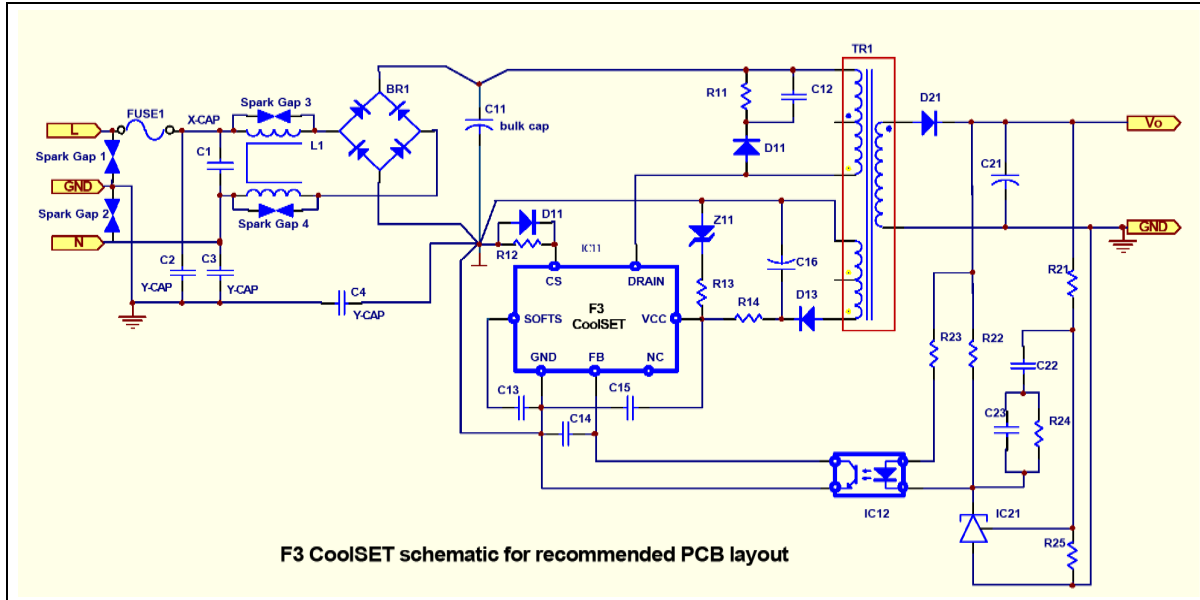 TR1
FUSE1
X-CAP
Spark Gap 3
BR1
C11
bulk cap
R11
C12
D21
L
Vo
Spark Gap 1
C1
L1
D11
C21
GND
Spark Gap 2
Spark Gap 4
N
D11
Z11
GND
R12
IC11
C2
C3
CS
DRAIN
C16
R21
Y-CAP
Y-CAP
C4
Y-CAP
F3
CoolSET
R13
R14
D13
SOFTS
VCC
R23
R22
GND
FB
NC
C22
C13
C15
C14
C23
R24
IC12
IC21
R25
F3 CoolSET schematic for recommended PCB layout